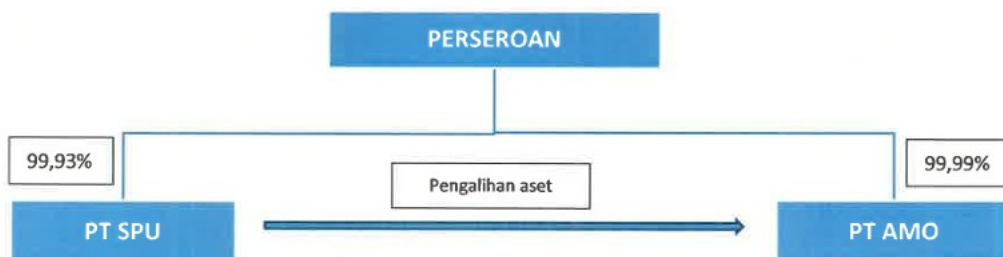 PERSEROAN
99,93%
Pengalihan aset
99,99%
PT SPU
PT AMO